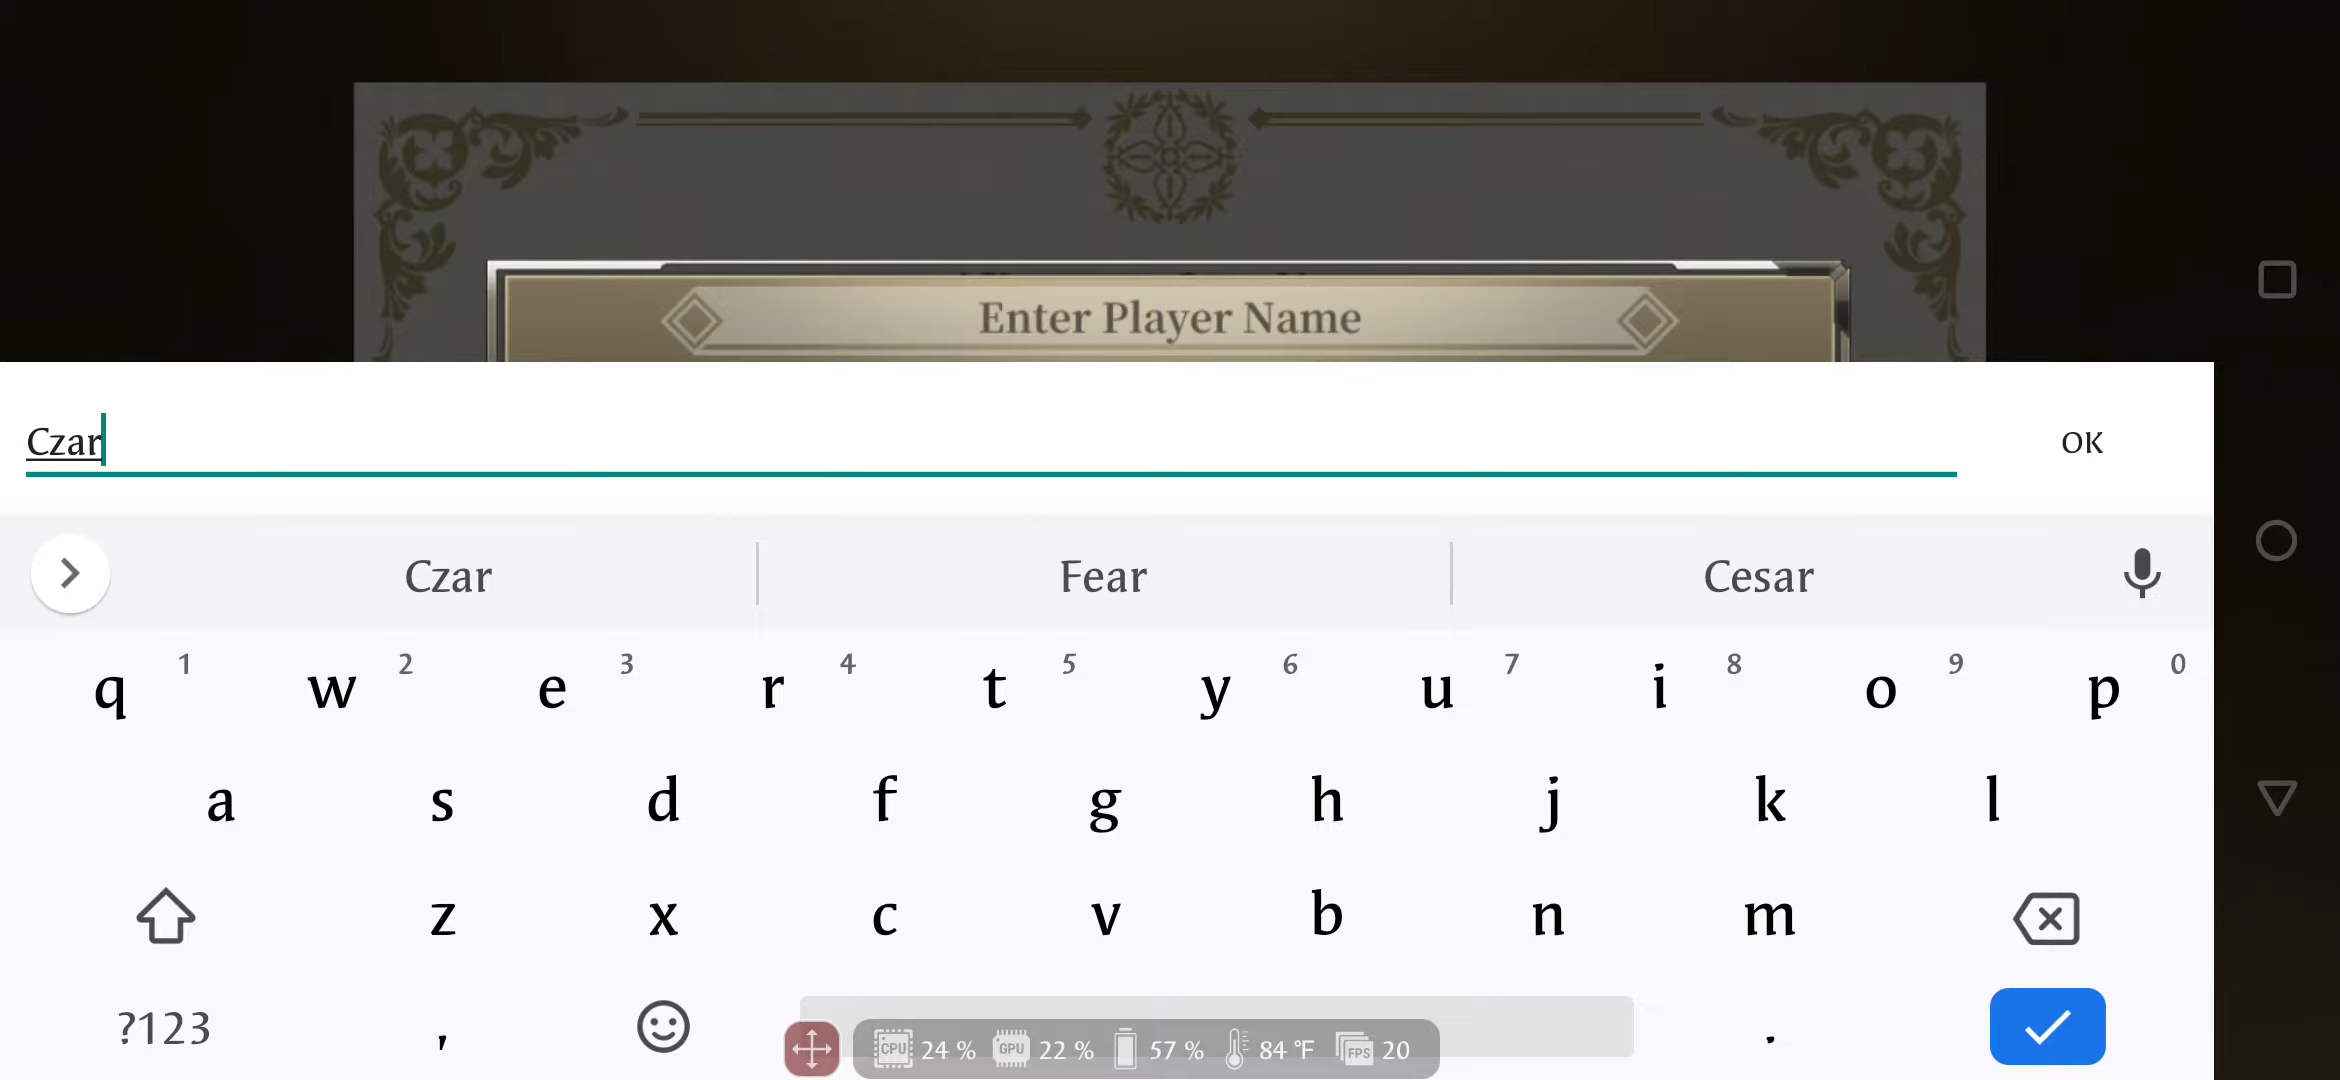 Enter Player Name
Czar
OK
Czar Fear Cesar
q 1 w 2 e 3 r 4 t 5 y 6 u 7 i 8 o 9 p 0
a s d f g h j k l
z x c v b n m
?123 , .
CPU 24 % GPU 22 % 57 % 84 °F FPS 20